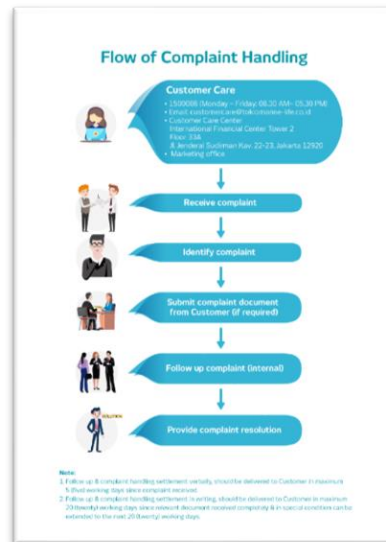 Flow of Complaint Handling
Customer Care
• 1500088 (Monday - Friday: 08.30 AM- 05.30 PM)
• Customer Care Center
International Financial Center Tower 2
Floor 33A
Jl. Jenderal Sudirman Kav. 22-23, Jakarta 12920
• Marketing office
Receive complaint
Identify complaint
Submit complaint document
from Customer (if required)
Follow up complaint (internal)
Provide complaint resolution
Note:
1. Follow up & complaint handling settlement verbally, should be delivered to Customer in maximum
5 (five) working days since complaint received.
2. Follow up & complaint handling settlement in writing, should be delivered to Customer in maximum
20 (twenty) working days since relevant document received completely & in special condition can be
extended to the next 20 (twenty) working days.